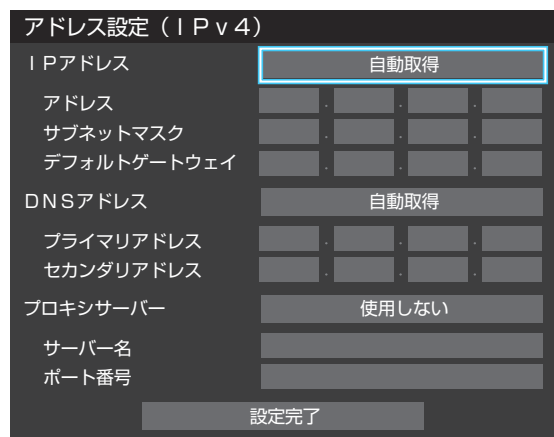 アドレス設定（ＩＰｖ４）
ＩＰアドレス 自動取得
アドレス . . .
サブネットマスク . . .
デフォルトゲートウェイ . . .
ＤＮＳアドレス 自動取得
プライマリアドレス . . .
セカンダリアドレス . . .
プロキシサーバー 使用しない
サーバー名
ポート番号
設定完了